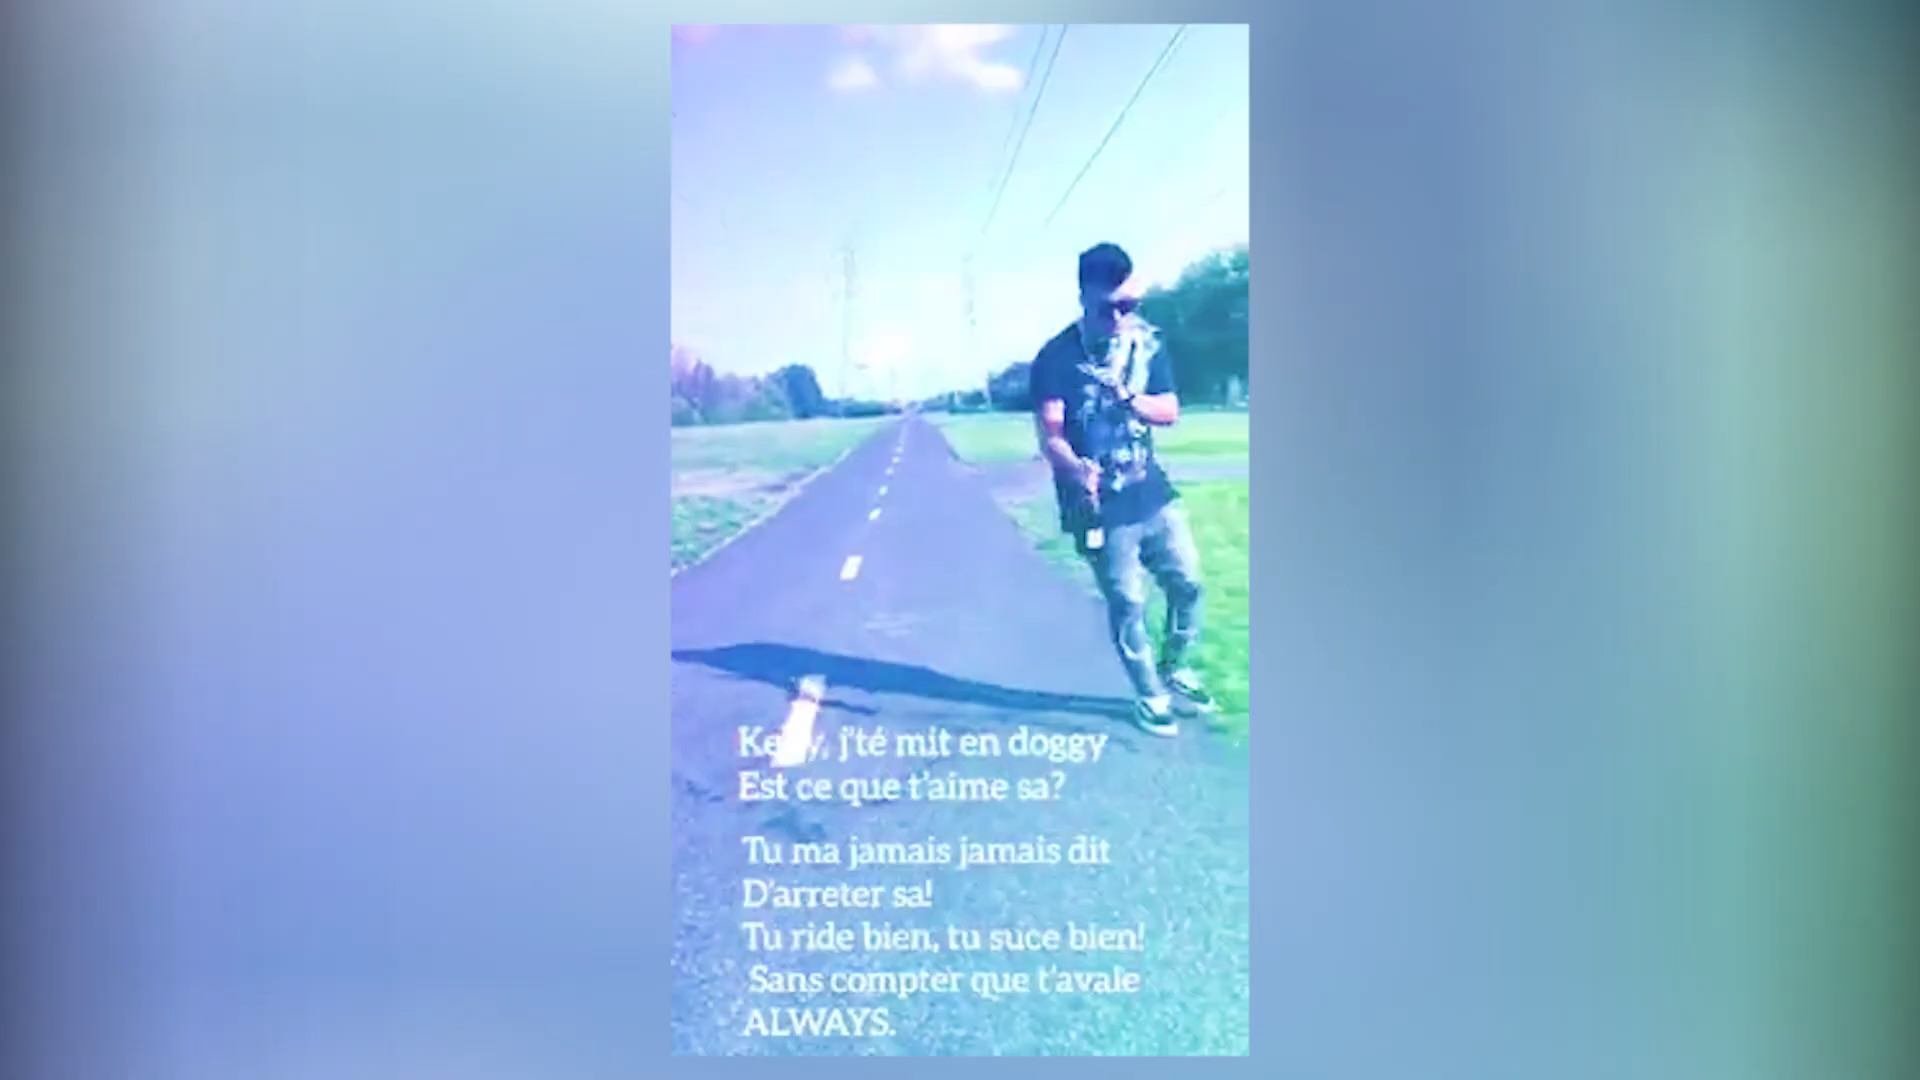 Kelly, j'té mit en doggy
Est ce que t'aime sa?
Tu ma jamais jamais dit
D'arreter sa!
Tu ride bien, tu suce bien!
Sans compter que t'avale
ALWAYS.